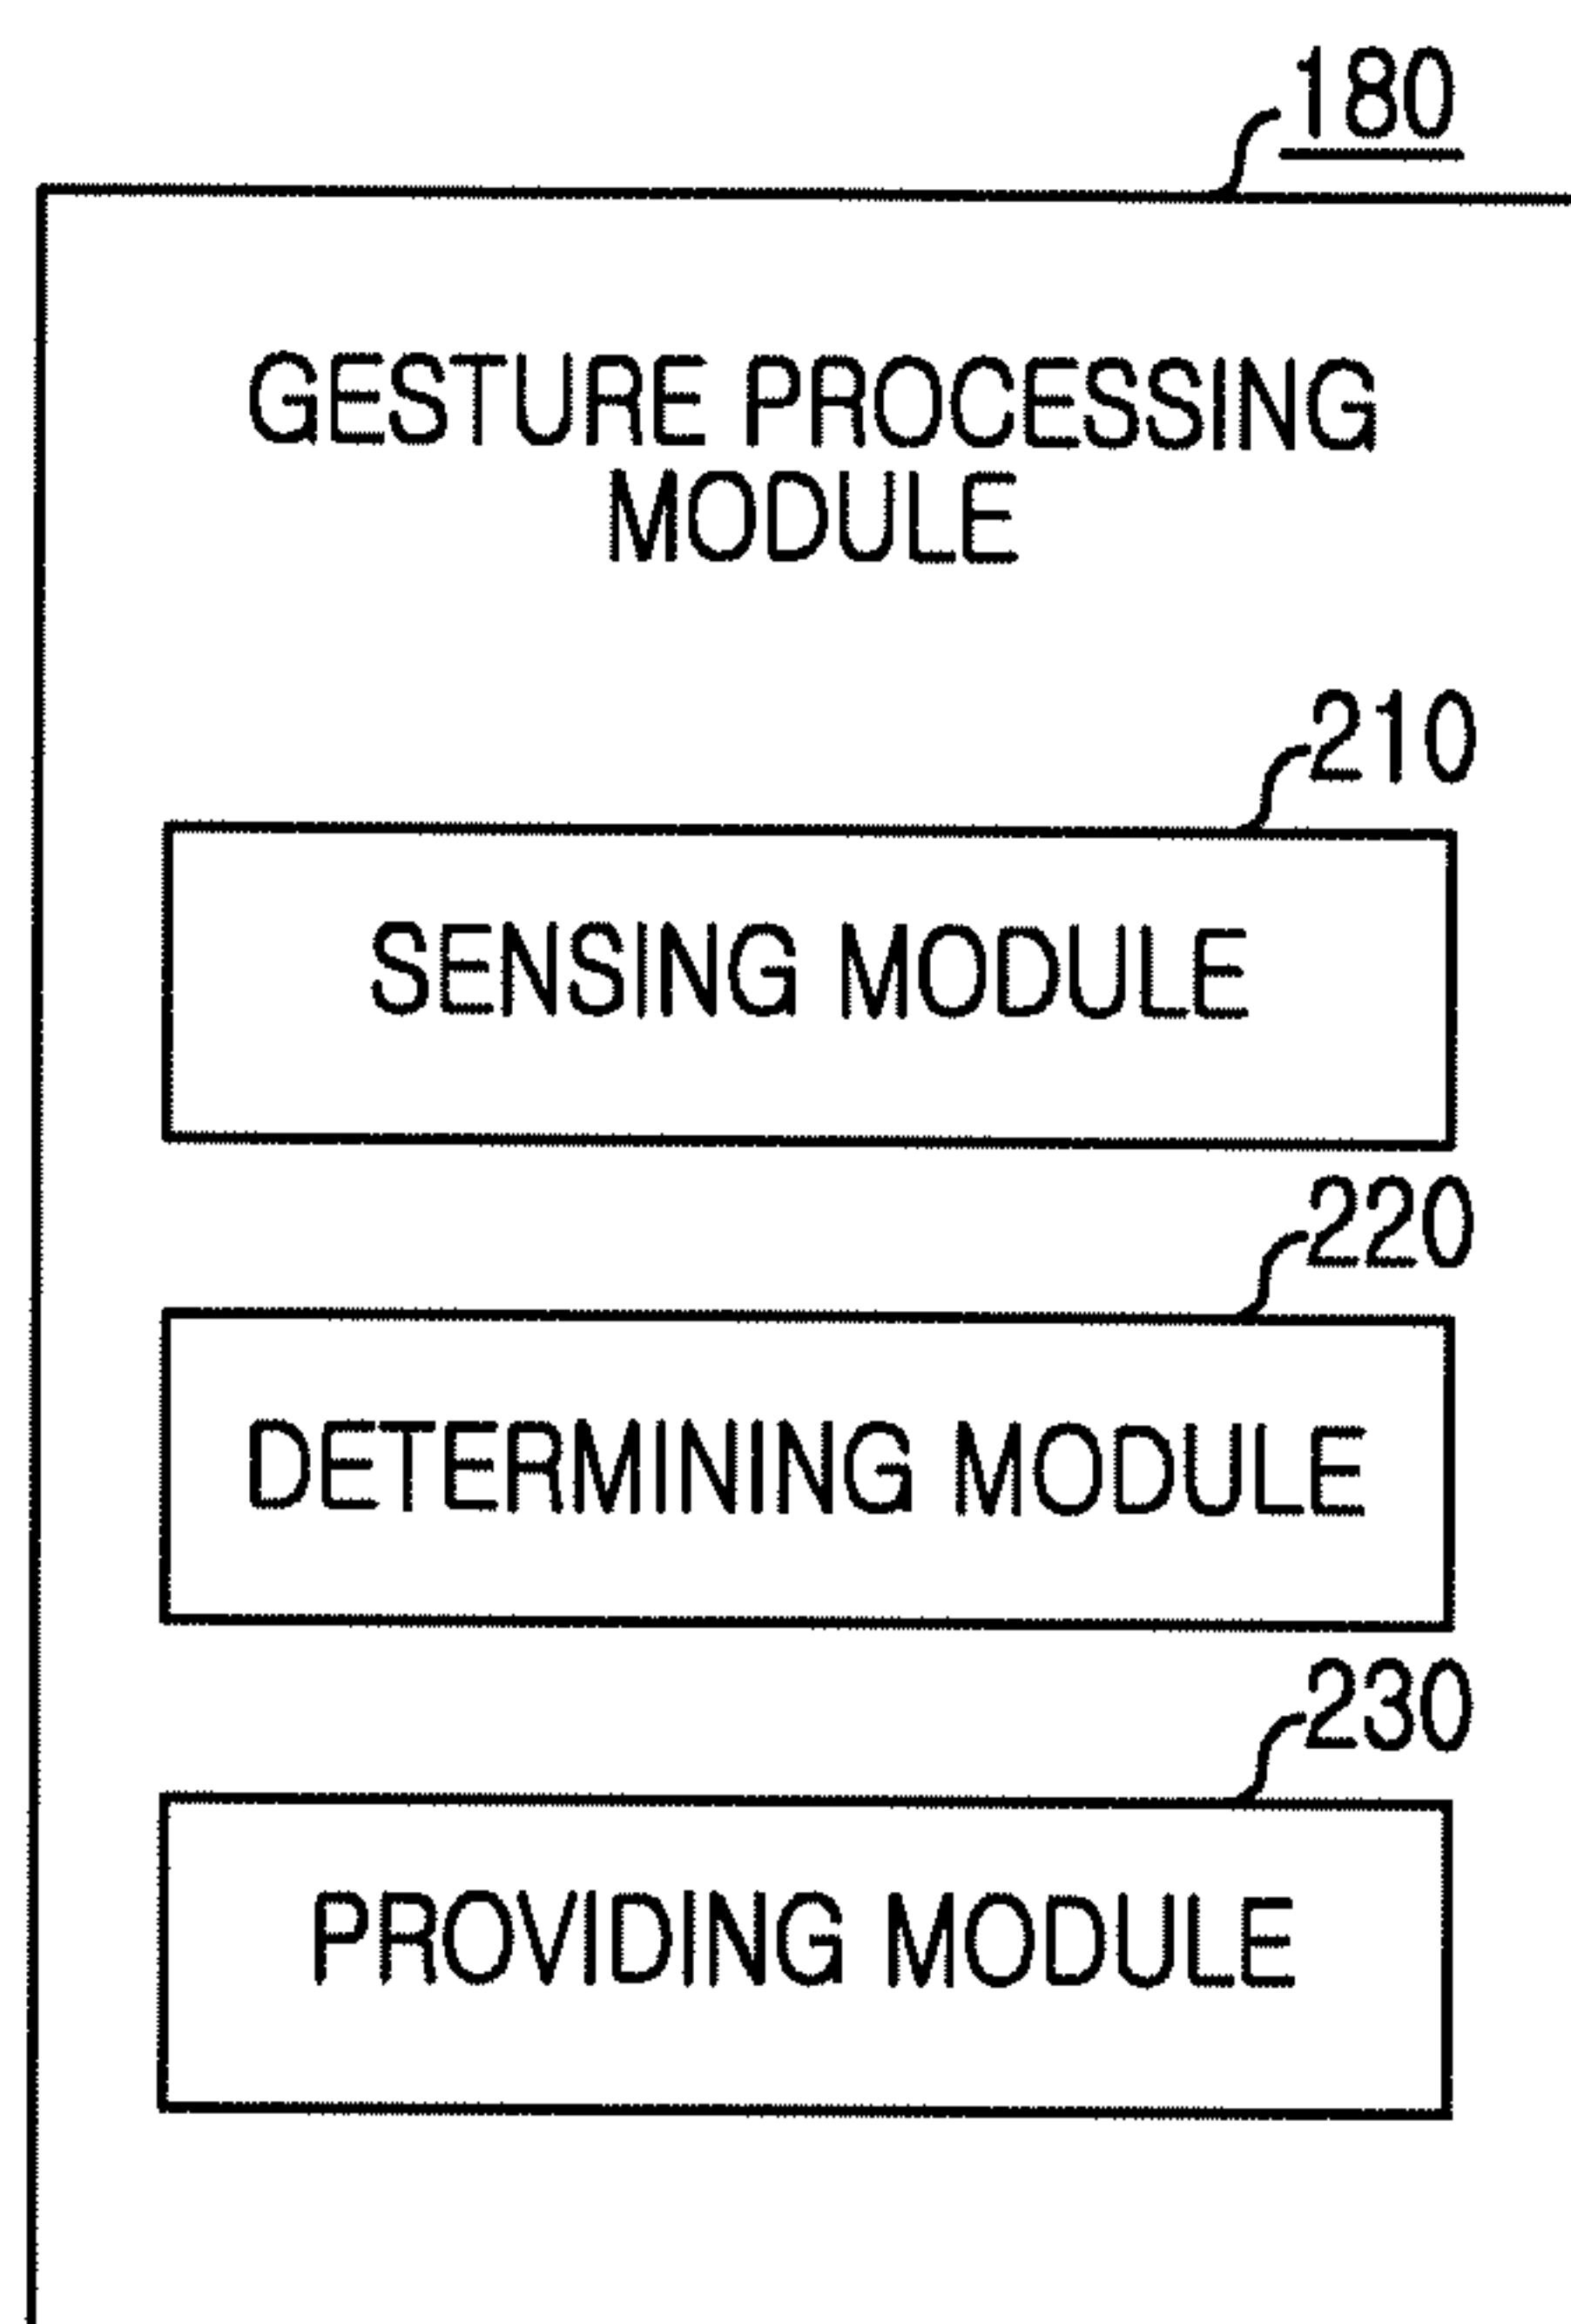 180
GESTURE PROCESSING
MODULE
210
SENSING MODULE
220
DETERMINING MODULE
230
PROVIDING MODULE